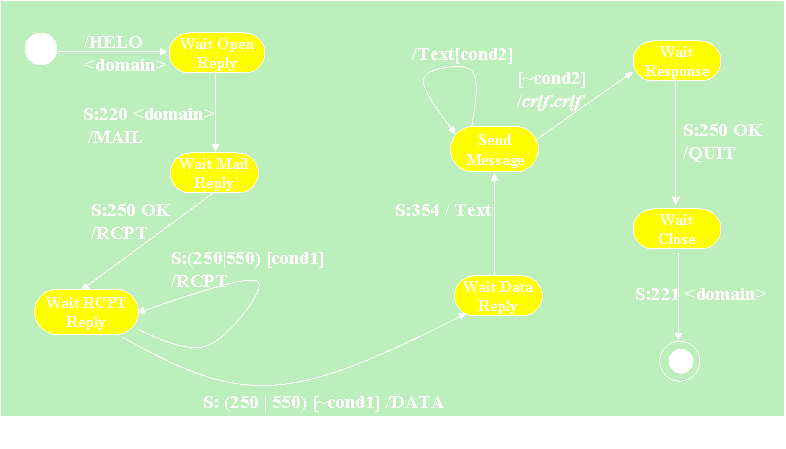 /HELO
<domain>
Wait Open
Reply
S:220 <domain>
/MAIL
Wait Mail
Reply
S:250 OK
/RCPT
S:(250|550) [cond1]
/RCPT
Wait RCPT
Reply
S: (250 | 550) [~cond1] /DATA
Wait Data
Reply
S:354 / Text
Send
Message
/Text[cond2]
[~cond2]
/crlf.crlf
Wait
Response
S:250 OK
/QUIT
Wait
Close
S:221 <domain>